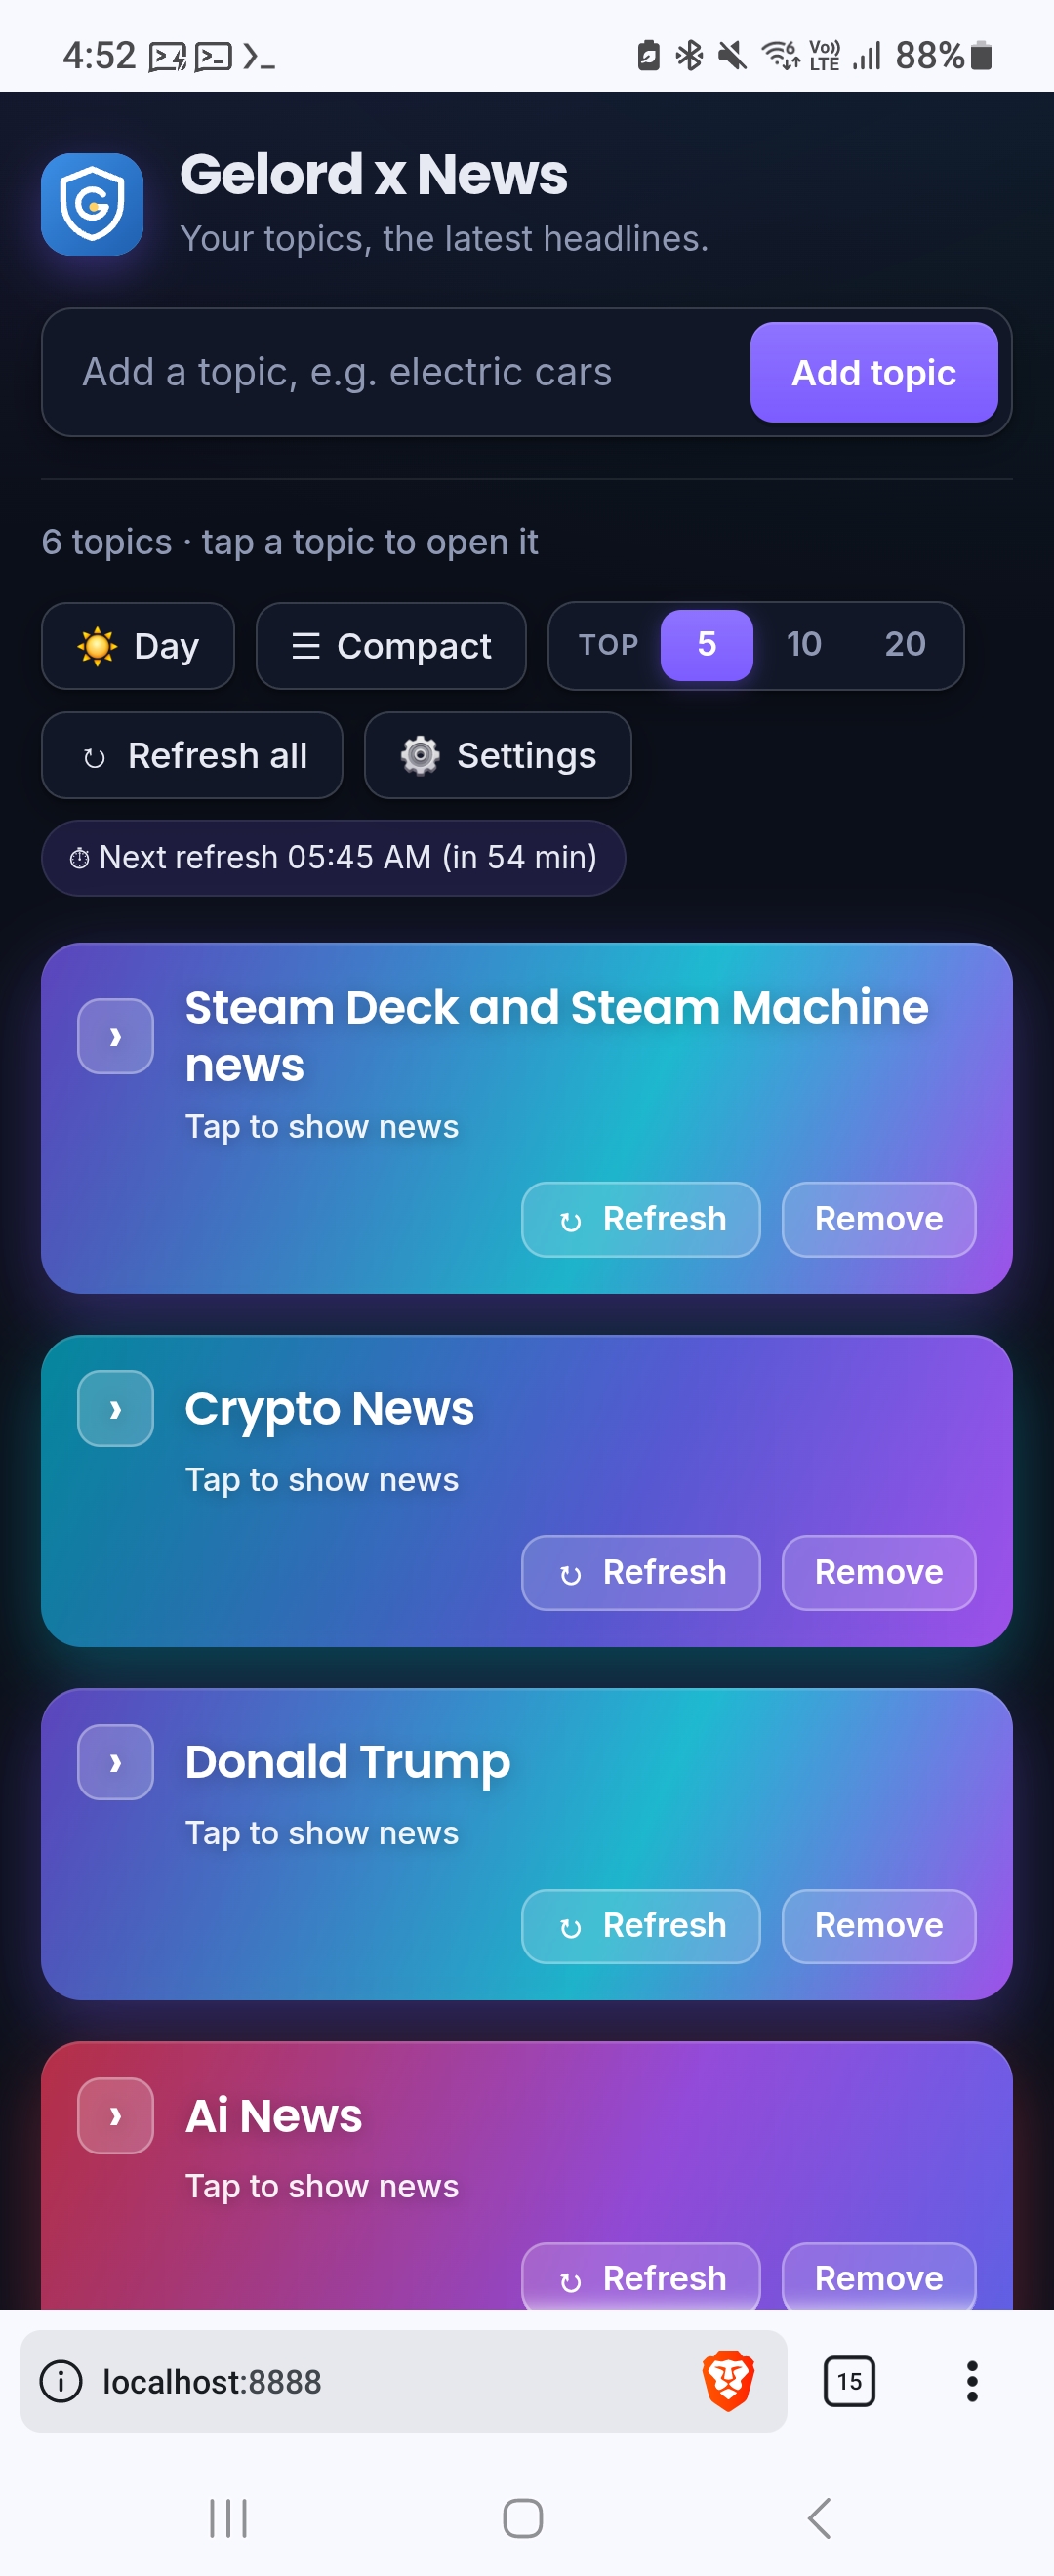 4:52
Vo))
LTE
6
88%
Gelord x News
Your topics, the latest headlines.
Add a topic, e.g. electric cars
Add topic
6 topics · tap a topic to open it
☀️ Day
☰ Compact
TOP 5 10 20
↻ Refresh all
⚙️ Settings
⏱ Next refresh 05:45 AM (in 54 min)
› Steam Deck and Steam Machine
news
Tap to show news
↻ Refresh
Remove
› Crypto News
Tap to show news
↻ Refresh
Remove
› Donald Trump
Tap to show news
↻ Refresh
Remove
› Ai News
Tap to show news
↻ Refresh
Remove
localhost:8888
15